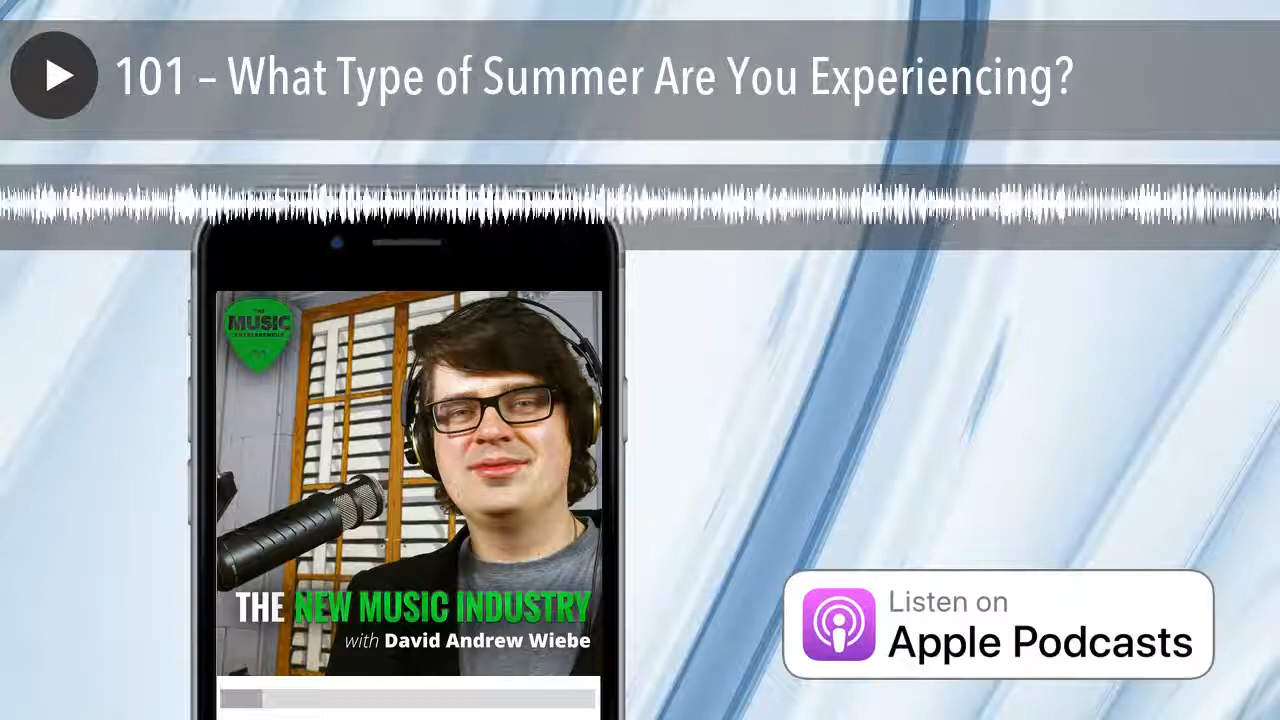 101 – What Type of Summer Are You Experiencing?
THE
MUSIC
ENTREPRENEUR
THE NEW MUSIC INDUSTRY
with David Andrew Wiebe
Listen on
Apple Podcasts